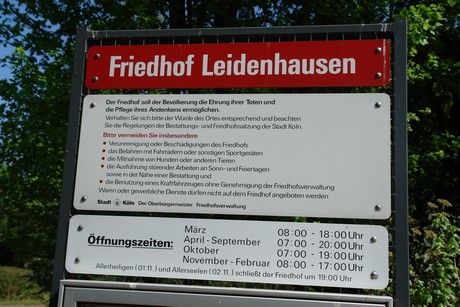 Friedhof Leidenhausen
Der Friedhof soll der Bevölkerung die Ehrung ihrer Toten und
die Pflege ihres Andenkens ermöglichen.
Verhalten Sie sich bitte der Würde des Ortes entsprechend und beachten
Sie die Regelungen der Bestattungs- und Friedhofssatzung der Stadt Köln.
Bitte vermeiden Sie insbesondere
• Verunreinigung oder Beschädigungen des Friedhofs
• das Befahren mit Fahrrädern oder sonstigen Sportgeräten
• die Mitnahme von Hunden oder anderen Tieren
• die Ausführung störender Arbeiten an Sonn- und Feiertagen
sowie in der Nähe einer Bestattung und
• die Benutzung eines Kraftfahrzeuges ohne Genehmigung der Friedhofsverwaltung
Waren oder gewerbliche Dienste dürfen nicht auf dem Friedhof angeboten werden
Stadt Köln Der Oberbürgermeister Friedhofsverwaltung
Öffnungszeiten:
März 08:00 - 18:00 Uhr
April - September 07:00 - 20:00 Uhr
Oktober 07:00 - 19:00 Uhr
November - Februar 08:00 - 17:00 Uhr
Allerheiligen (01.11.) und Allerseelen (02.11.) schließt der Friedhof um 19:00 Uhr